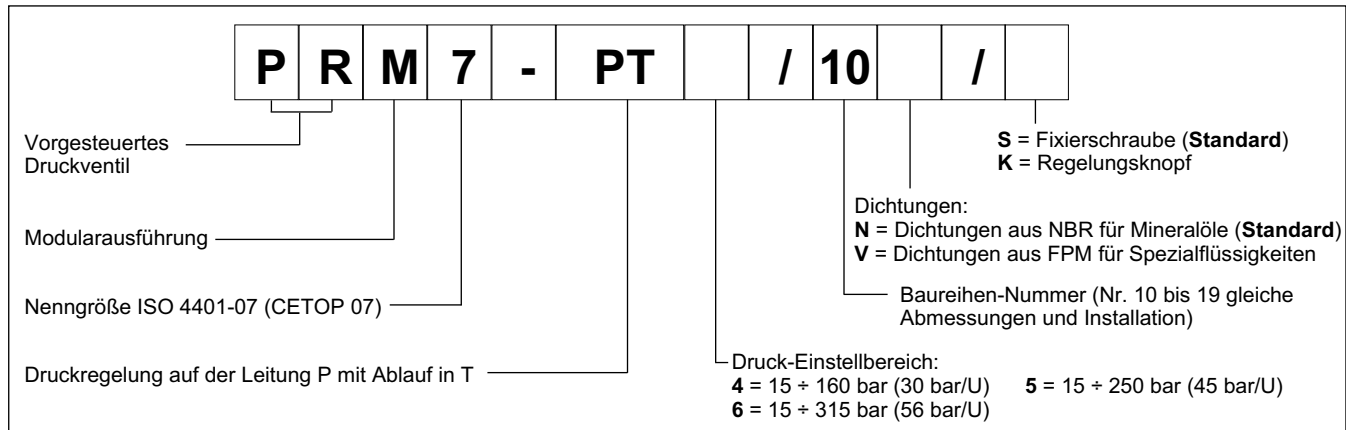 P R M 7 - PT / 10 /
Vorgesteuertes
Druckventil
S = Fixierschraube (Standard)
K = Regelungsknopf
Dichtungen:
N = Dichtungen aus NBR für Mineralöle (Standard)
V = Dichtungen aus FPM für Spezialflüssigkeiten
Modularausführung
Nenngröße ISO 4401-07 (CETOP 07)
Baureihen-Nummer (Nr. 10 bis 19 gleiche
Abmessungen und Installation)
Druckregelung auf der Leitung P mit Ablauf in T
Druck-Einstellbereich:
4 = 15 ÷ 160 bar (30 bar/U) 5 = 15 ÷ 250 bar (45 bar/U)
6 = 15 ÷ 315 bar (56 bar/U)